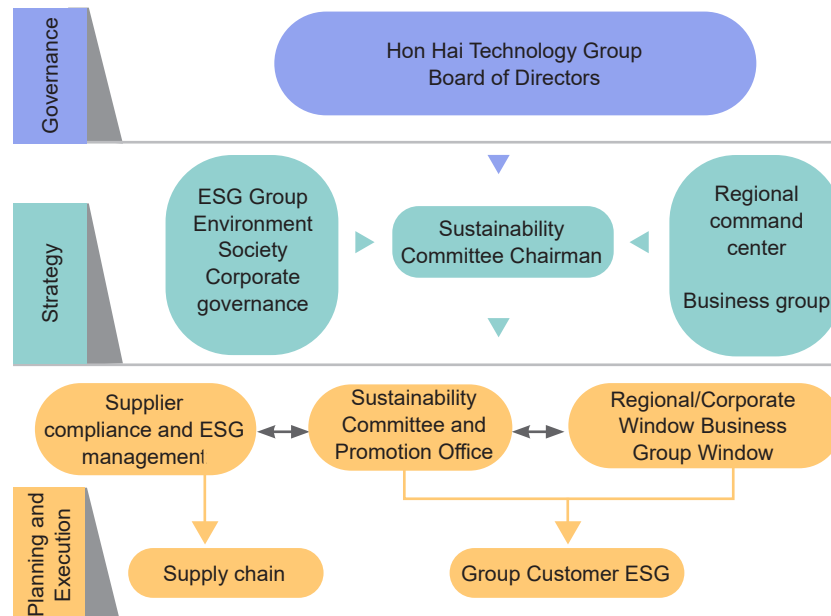 Governance
Hon Hai Technology Group
Board of Directors
Strategy
ESG Group
Environment
Society
Corporate
governance
Sustainability
Committee Chairman
Regional
command
center
Business group
Planning and
Execution
Supplier
compliance and ESG
management
Sustainability
Committee and
Promotion Office
Regional/Corporate
Window Business
Group Window
Supply chain
Group Customer ESG